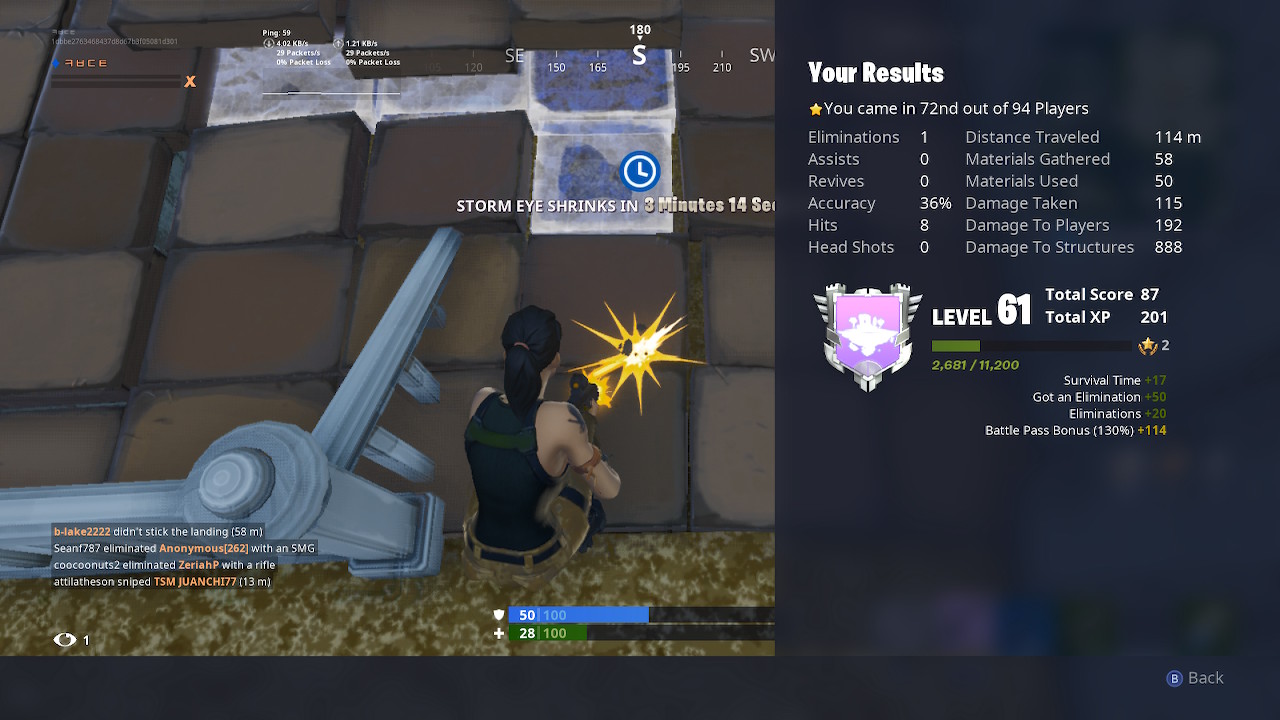 Ping: 59
4.02 KB/s 1.21 KB/s
29 Packets/s 29 Packets/s
0% Packet Loss 0% Packet Loss
X
180
SE S SW
105 120 150 165 195 210
STORM EYE SHRINKS IN 3 Minutes 14 Sec
b-lake2222 didn't stick the landing (58 m)
Seanf787 eliminated Anonymous[262] with an SMG
coocoonuts2 eliminated ZeriahP with a rifle
attilatheson sniped TSM JUANCHI77 (13 m)
1
50 | 100
28 | 100
Your Results
You came in 72nd out of 94 Players
Eliminations 1 Distance Traveled 114 m
Assists 0 Materials Gathered 58
Revives 0 Materials Used 50
Accuracy 36% Damage Taken 115
Hits 8 Damage To Players 192
Head Shots 0 Damage To Structures 888
LEVEL 61
Total Score 87
Total XP 201
2
2,681 / 11,200
Survival Time +17
Got an Elimination +50
Eliminations +20
Battle Pass Bonus (130%) +114
B Back